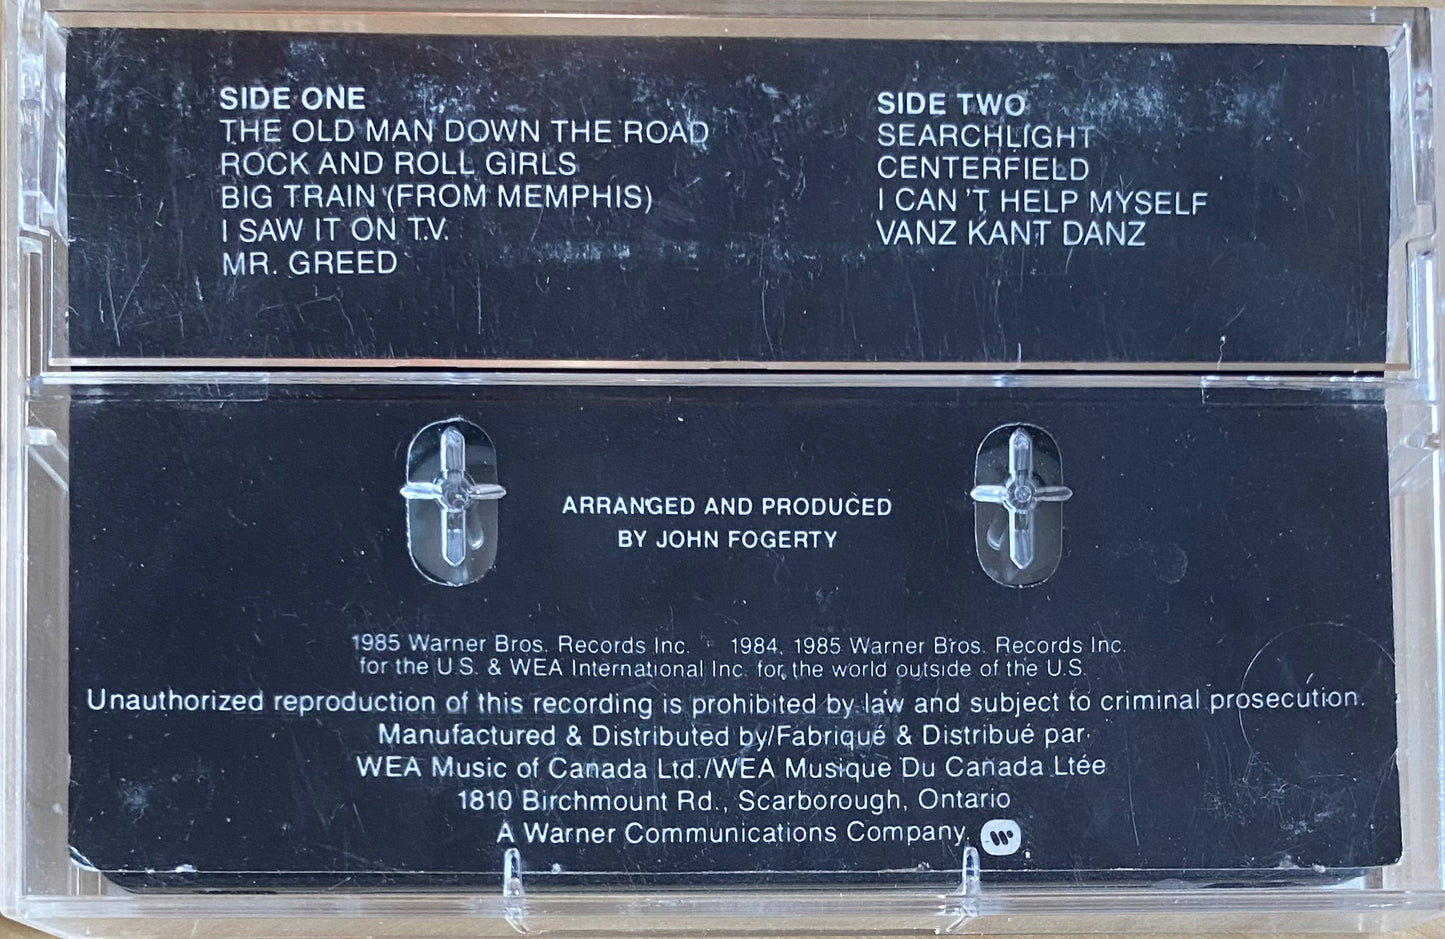 SIDE ONE
THE OLD MAN DOWN THE ROAD
ROCK AND ROLL GIRLS
BIG TRAIN (FROM MEMPHIS)
I SAW IT ON T.V.
MR. GREED
SIDE TWO
SEARCHLIGHT
CENTERFIELD
I CAN'T HELP MYSELF
VANZ KANT DANZ
ARRANGED AND PRODUCED
BY JOHN FOGERTY
1985 Warner Bros. Records Inc. 1984, 1985 Warner Bros. Records Inc.
for the U.S. & WEA International Inc. for the world outside of the U.S.
Unauthorized reproduction of this recording is prohibited by law and subject to criminal prosecution.
Manufactured & Distributed by/Fabriqué & Distribué par
WEA Music of Canada Ltd./WEA Musique Du Canada Ltée
1810 Birchmount Rd., Scarborough, Ontario
A Warner Communications Company.